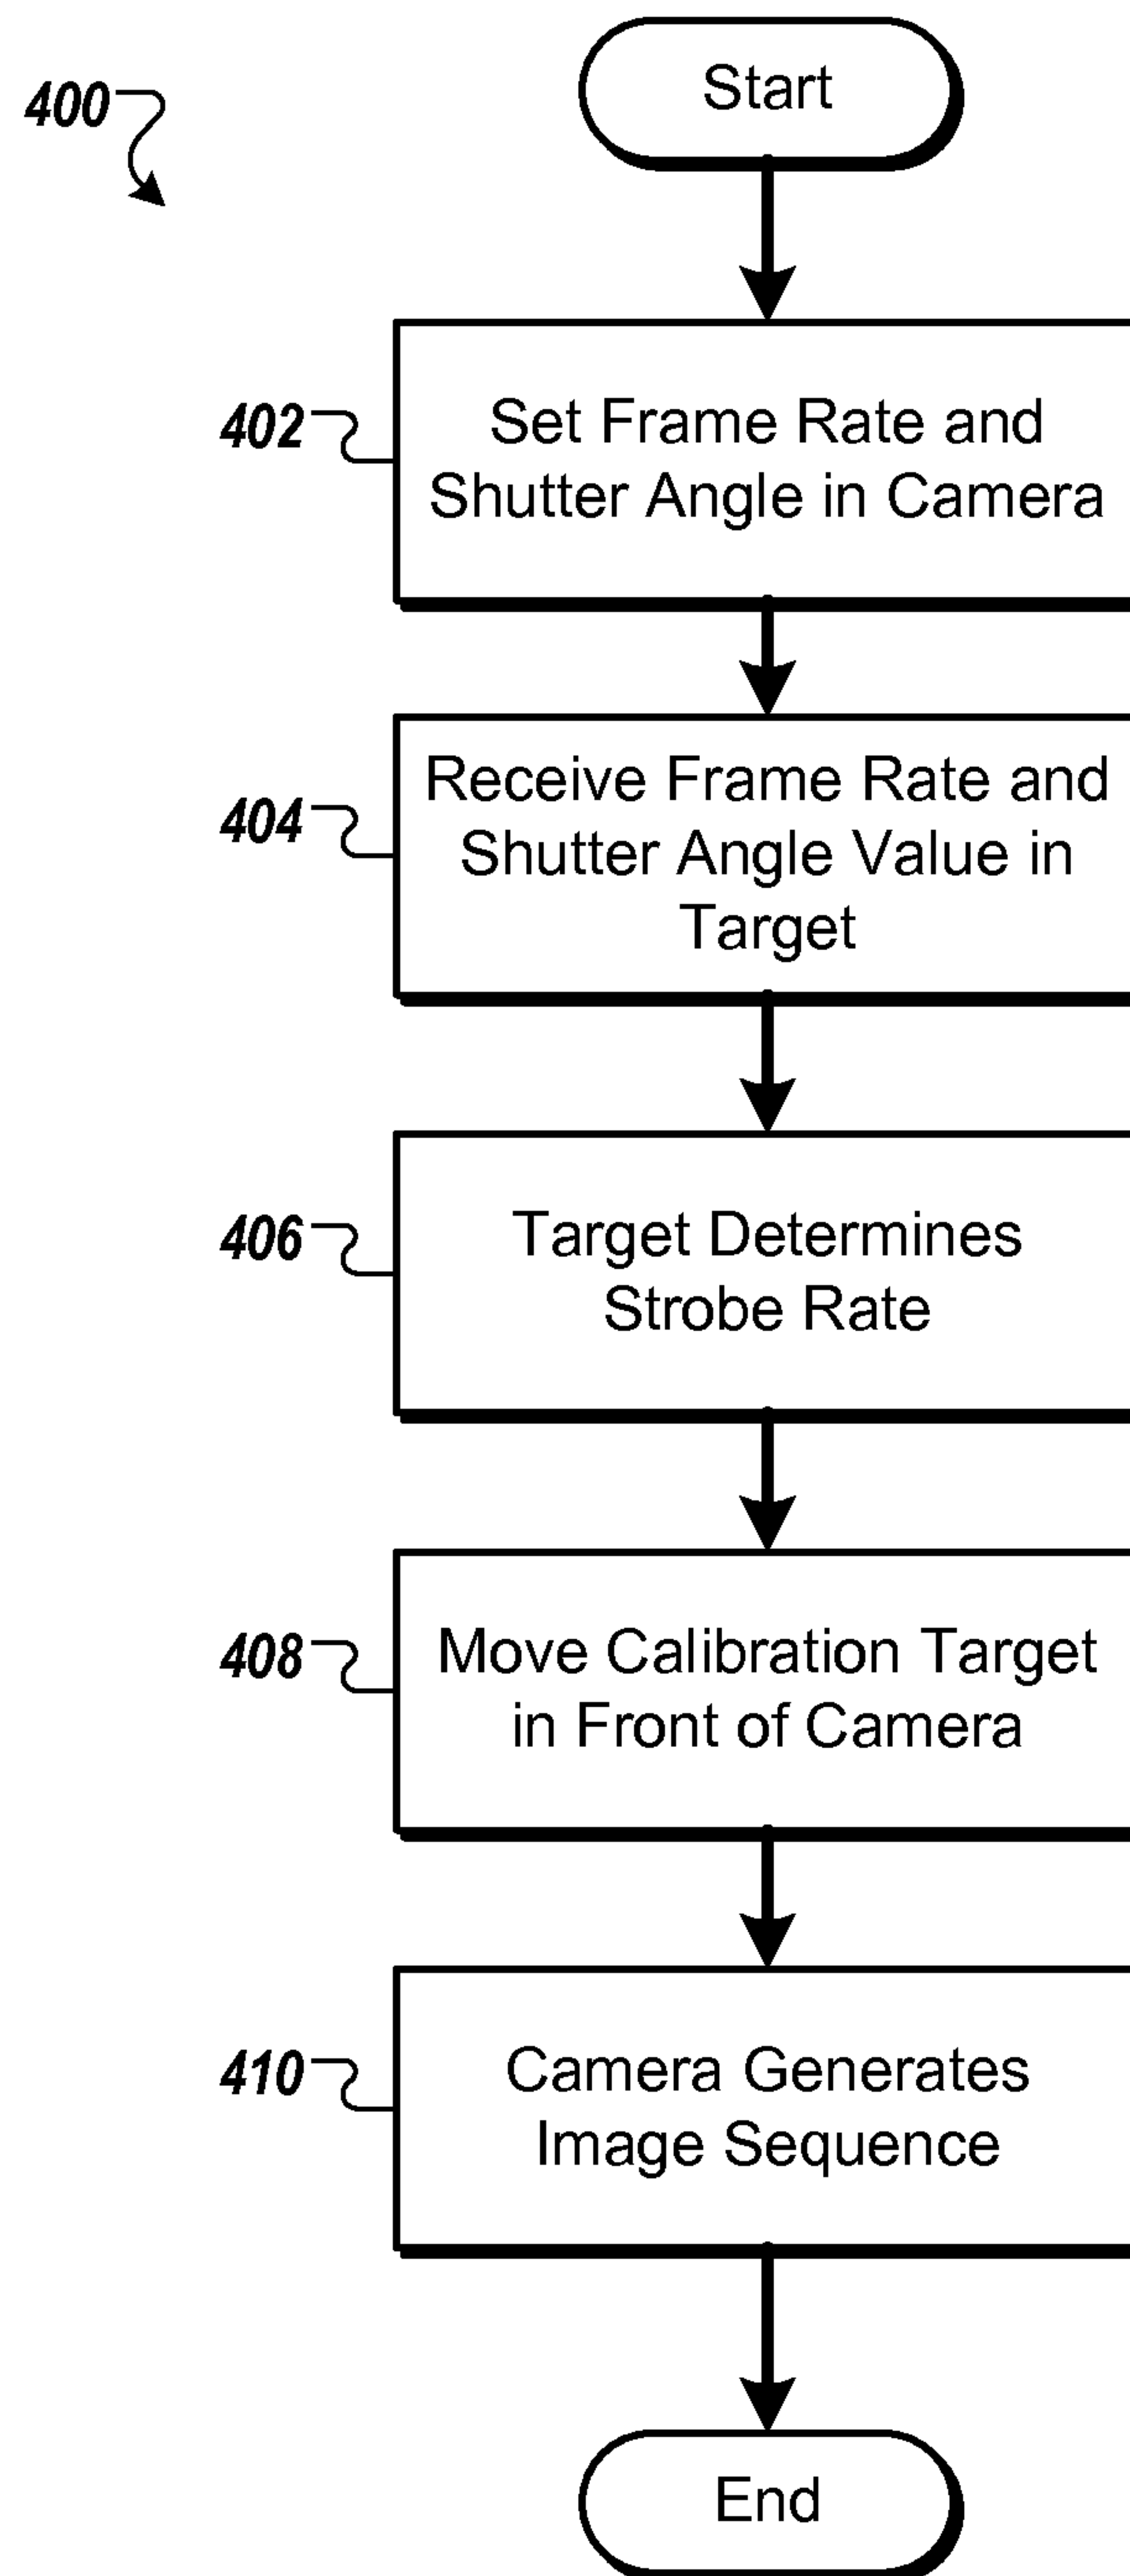 400
Start
402
Set Frame Rate and
Shutter Angle in Camera
404
Receive Frame Rate and
Shutter Angle Value in
Target
406
Target Determines
Strobe Rate
408
Move Calibration Target
in Front of Camera
410
Camera Generates
Image Sequence
End